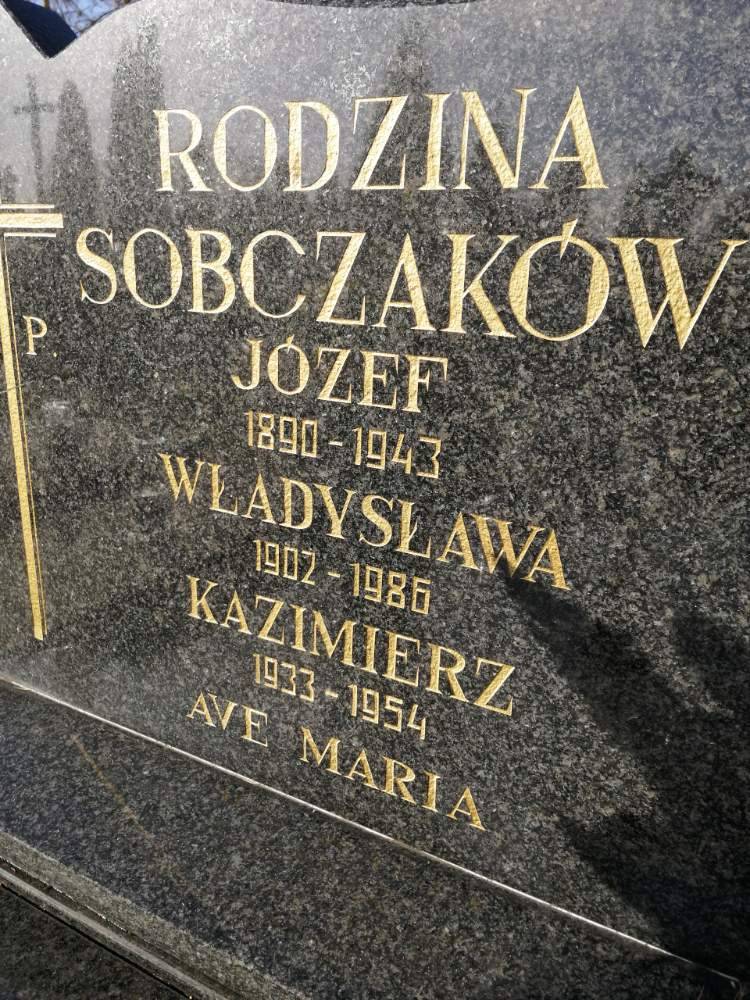 RODZINA
SOBCZAKÓW
P.
JÓZEF
1890-1943
WŁADYSŁAWA
1902-1986
KAZIMIERZ
1933-1954
AVE MARIA